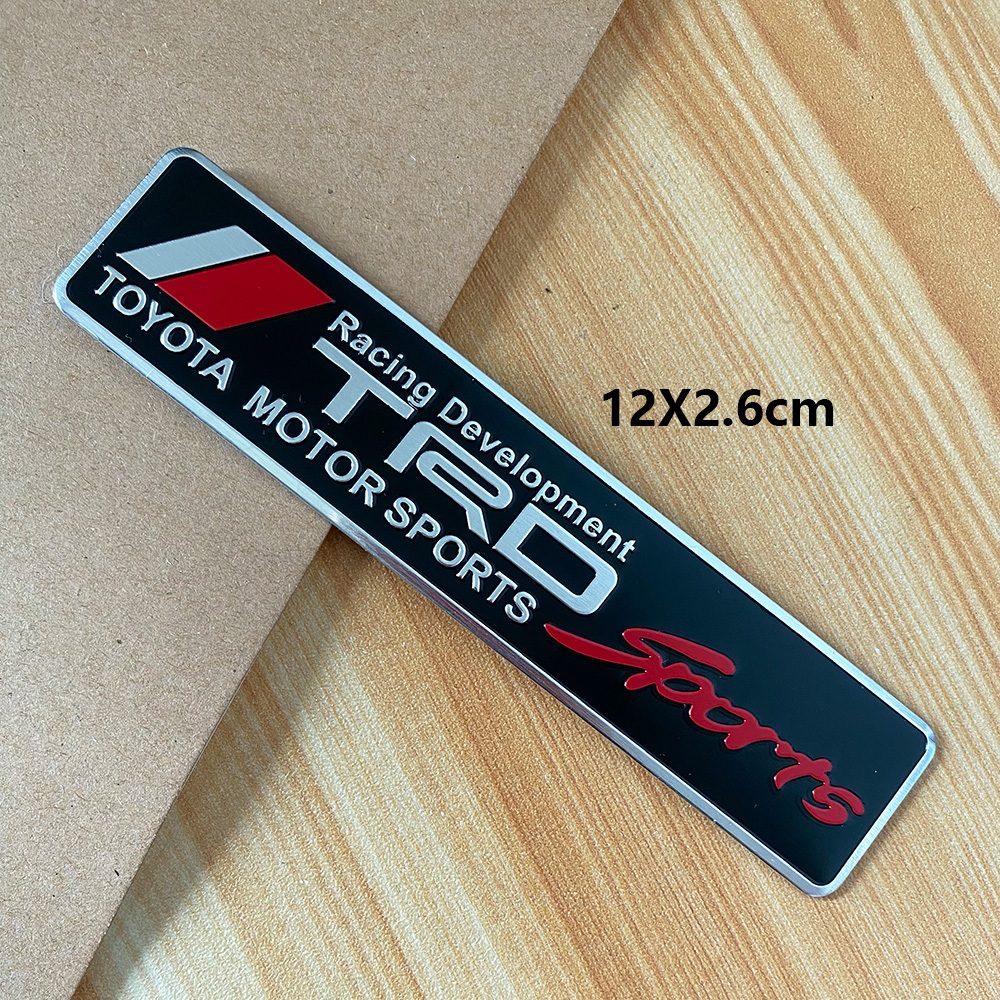 Racing Development
TRD
TOYOTA MOTOR SPORTS
Sports
12X2.6cm